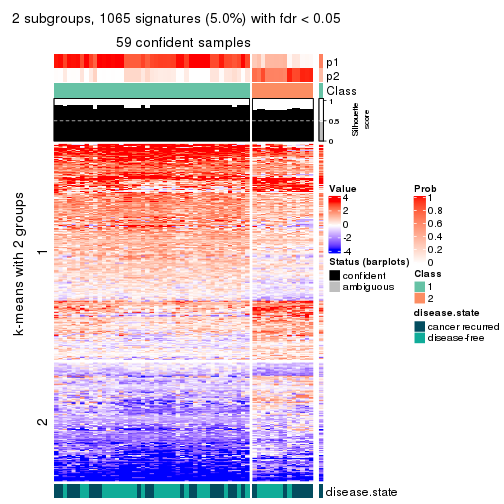 2 subgroups, 1065 signatures (5.0%) with fdr < 0.05
59 confident samples
p1
p2
Class
1
0.5
0
Silhouette
score
k-means with 2 groups
1
2
Value
4
2
0
-2
-4
Status (barplots)
confident
ambiguous
Prob
1
0.8
0.6
0.4
0.2
0
Class
1
2
disease.state
cancer recurred
disease-free
disease.state